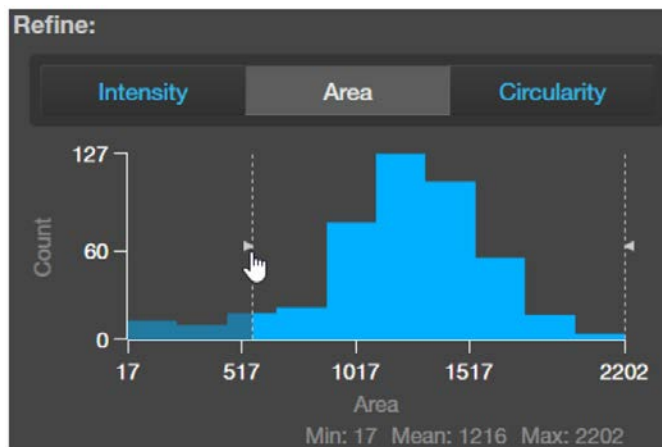 Refine:
Intensity Area Circularity
127
60
0
Count
17 517 1017 1517 2202
Area
Min: 17 Mean: 1216 Max: 2202